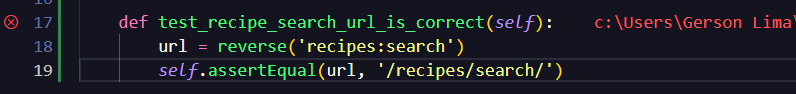 17 def test_recipe_search_url_is_correct(self): c:\Users\Gerson Lima\
18 url = reverse('recipes:search')
19 self.assertEqual(url, '/recipes/search/')